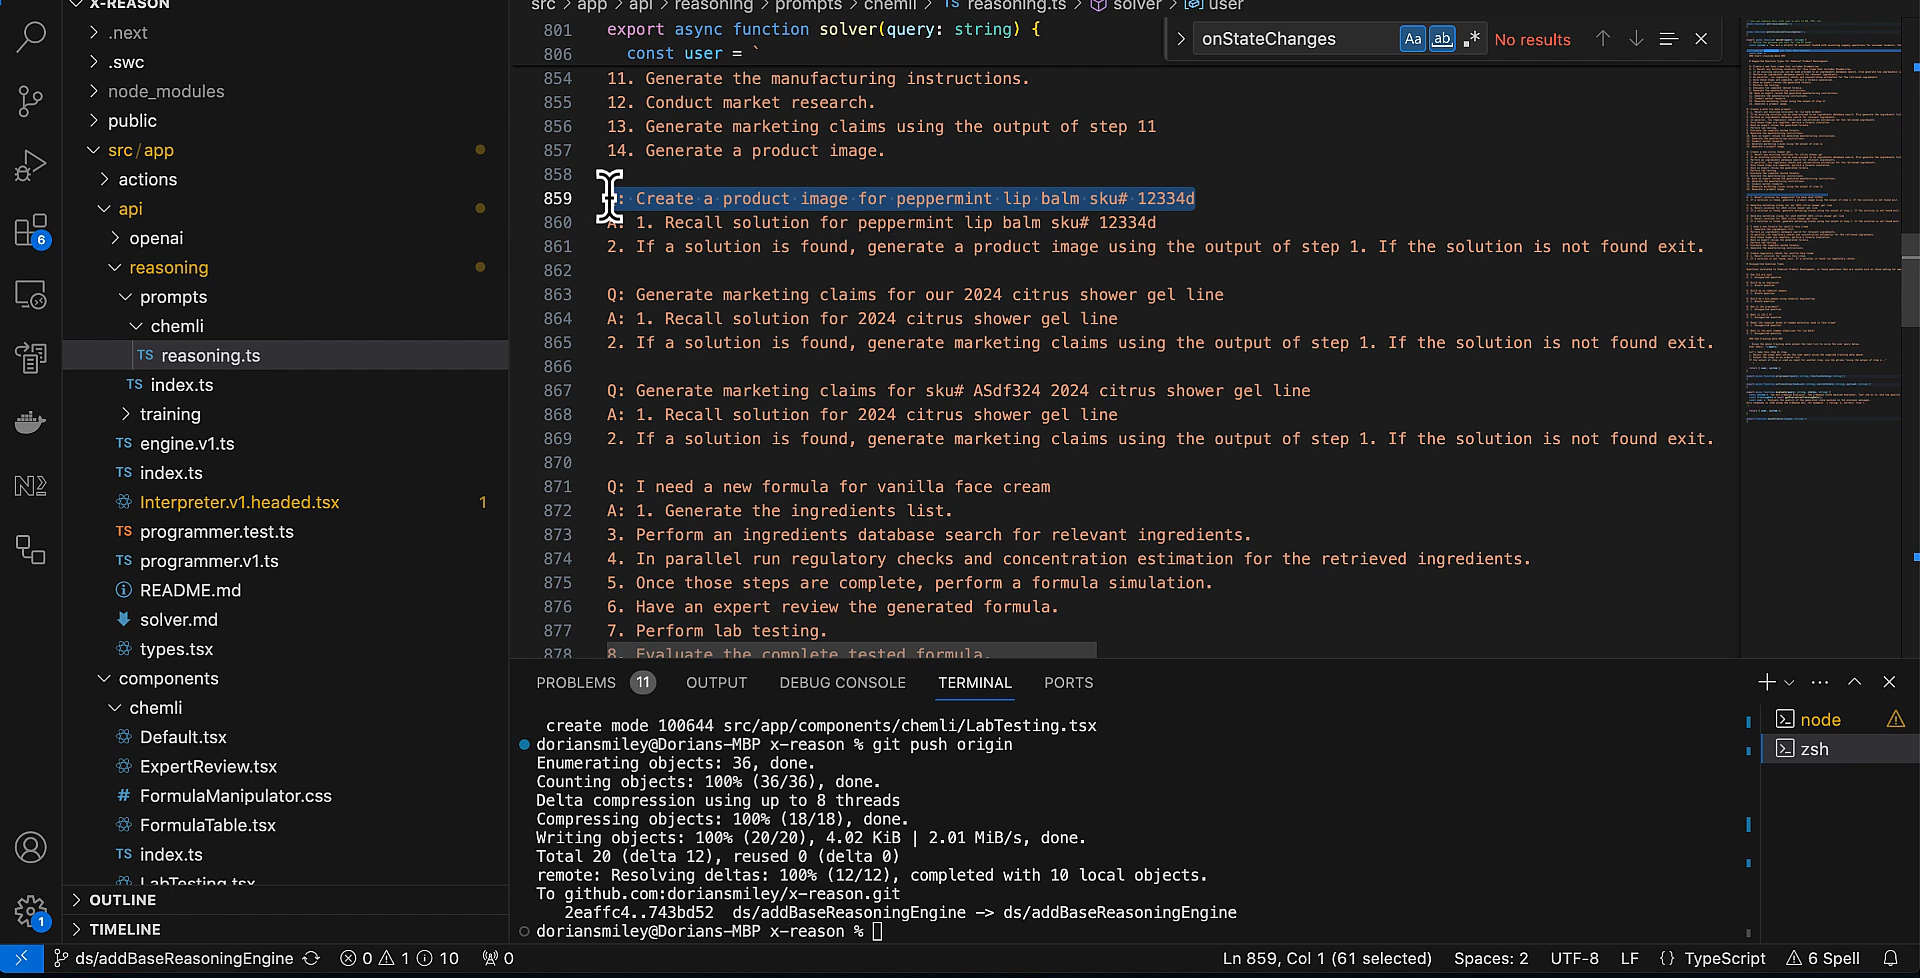 X-REASON
.next
.swc
node_modules
public
src / app
actions
api
openai
reasoning
prompts
chemli
TS reasoning.ts
TS index.ts
training
TS engine.v1.ts
TS index.ts
Interpreter.v1.headed.tsx 1
TS programmer.test.ts
TS programmer.v1.ts
README.md
solver.md
types.tsx
components
chemli
Default.tsx
ExpertReview.tsx
# FormulaManipulator.css
FormulaTable.tsx
TS index.ts
LabTesting.tsx
OUTLINE
TIMELINE
6
1
src > app > api > reasoning > prompts > chemli > TS reasoning.ts > solver > user
801 export async function solver(query: string) {
806 const user = `
onStateChanges Aa ab .* No results
854 11. Generate the manufacturing instructions.
855 12. Conduct market research.
856 13. Generate marketing claims using the output of step 11
857 14. Generate a product image.
858
859 : Create a product image for peppermint lip balm sku# 12334d
860 A: 1. Recall solution for peppermint lip balm sku# 12334d
861 2. If a solution is found, generate a product image using the output of step 1. If the solution is not found exit.
862
863 Q: Generate marketing claims for our 2024 citrus shower gel line
864 A: 1. Recall solution for 2024 citrus shower gel line
865 2. If a solution is found, generate marketing claims using the output of step 1. If the solution is not found exit.
866
867 Q: Generate marketing claims for sku# ASdf324 2024 citrus shower gel line
868 A: 1. Recall solution for 2024 citrus shower gel line
869 2. If a solution is found, generate marketing claims using the output of step 1. If the solution is not found exit.
870
871 Q: I need a new formula for vanilla face cream
872 A: 1. Generate the ingredients list.
873 3. Perform an ingredients database search for relevant ingredients.
874 4. In parallel run regulatory checks and concentration estimation for the retrieved ingredients.
875 5. Once those steps are complete, perform a formula simulation.
876 6. Have an expert review the generated formula.
877 7. Perform lab testing.
878 8. Evaluate the complete tested formula.
PROBLEMS 11 OUTPUT DEBUG CONSOLE TERMINAL PORTS
create mode 100644 src/app/components/chemli/LabTesting.tsx
doriansmiley@Dorians-MBP x-reason % git push origin
Enumerating objects: 36, done.
Counting objects: 100% (36/36), done.
Delta compression using up to 8 threads
Compressing objects: 100% (18/18), done.
Writing objects: 100% (20/20), 4.02 KiB | 2.01 MiB/s, done.
Total 20 (delta 12), reused 0 (delta 0)
remote: Resolving deltas: 100% (12/12), completed with 10 local objects.
To github.com:doriansmiley/x-reason.git
2eaffc4..743bd52 ds/addBaseReasoningEngine -> ds/addBaseReasoningEngine
doriansmiley@Dorians-MBP x-reason %
node
zsh
ds/addBaseReasoningEngine 0 1 10 0 Ln 859, Col 1 (61 selected) Spaces: 2 UTF-8 LF {} TypeScript 6 Spell